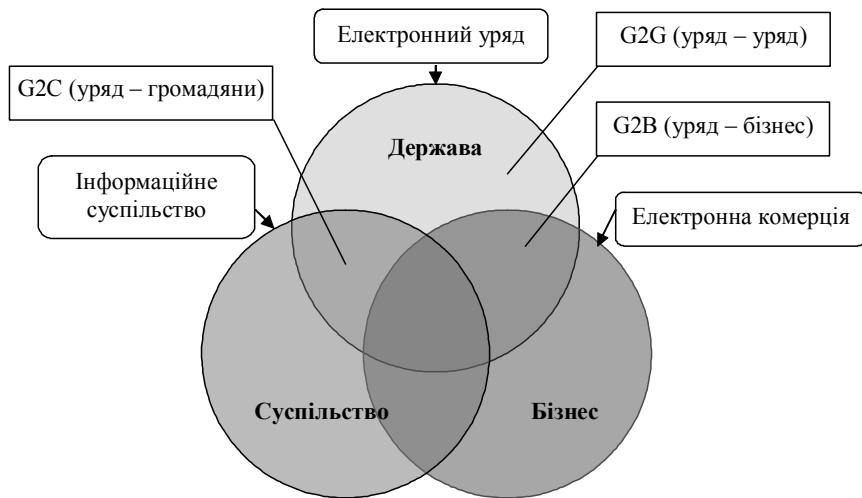 Електронний уряд
G2G (уряд – уряд)
G2C (уряд – громадяни)
G2B (уряд – бізнес)
Держава
Інформаційне
суспільство
Електронна комерція
Суспільство
Бізнес